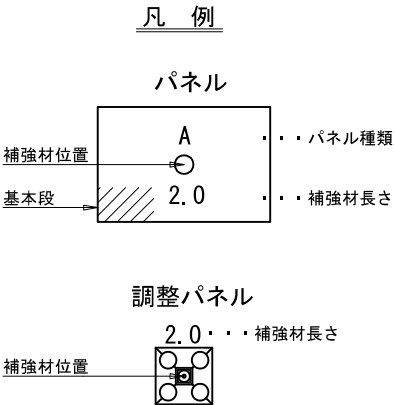 凡 例
パネル
A
・・・パネル種類
補強材位置
2.0
・・・補強材長さ
基本段
調整パネル
2.0・・・補強材長さ
補強材位置